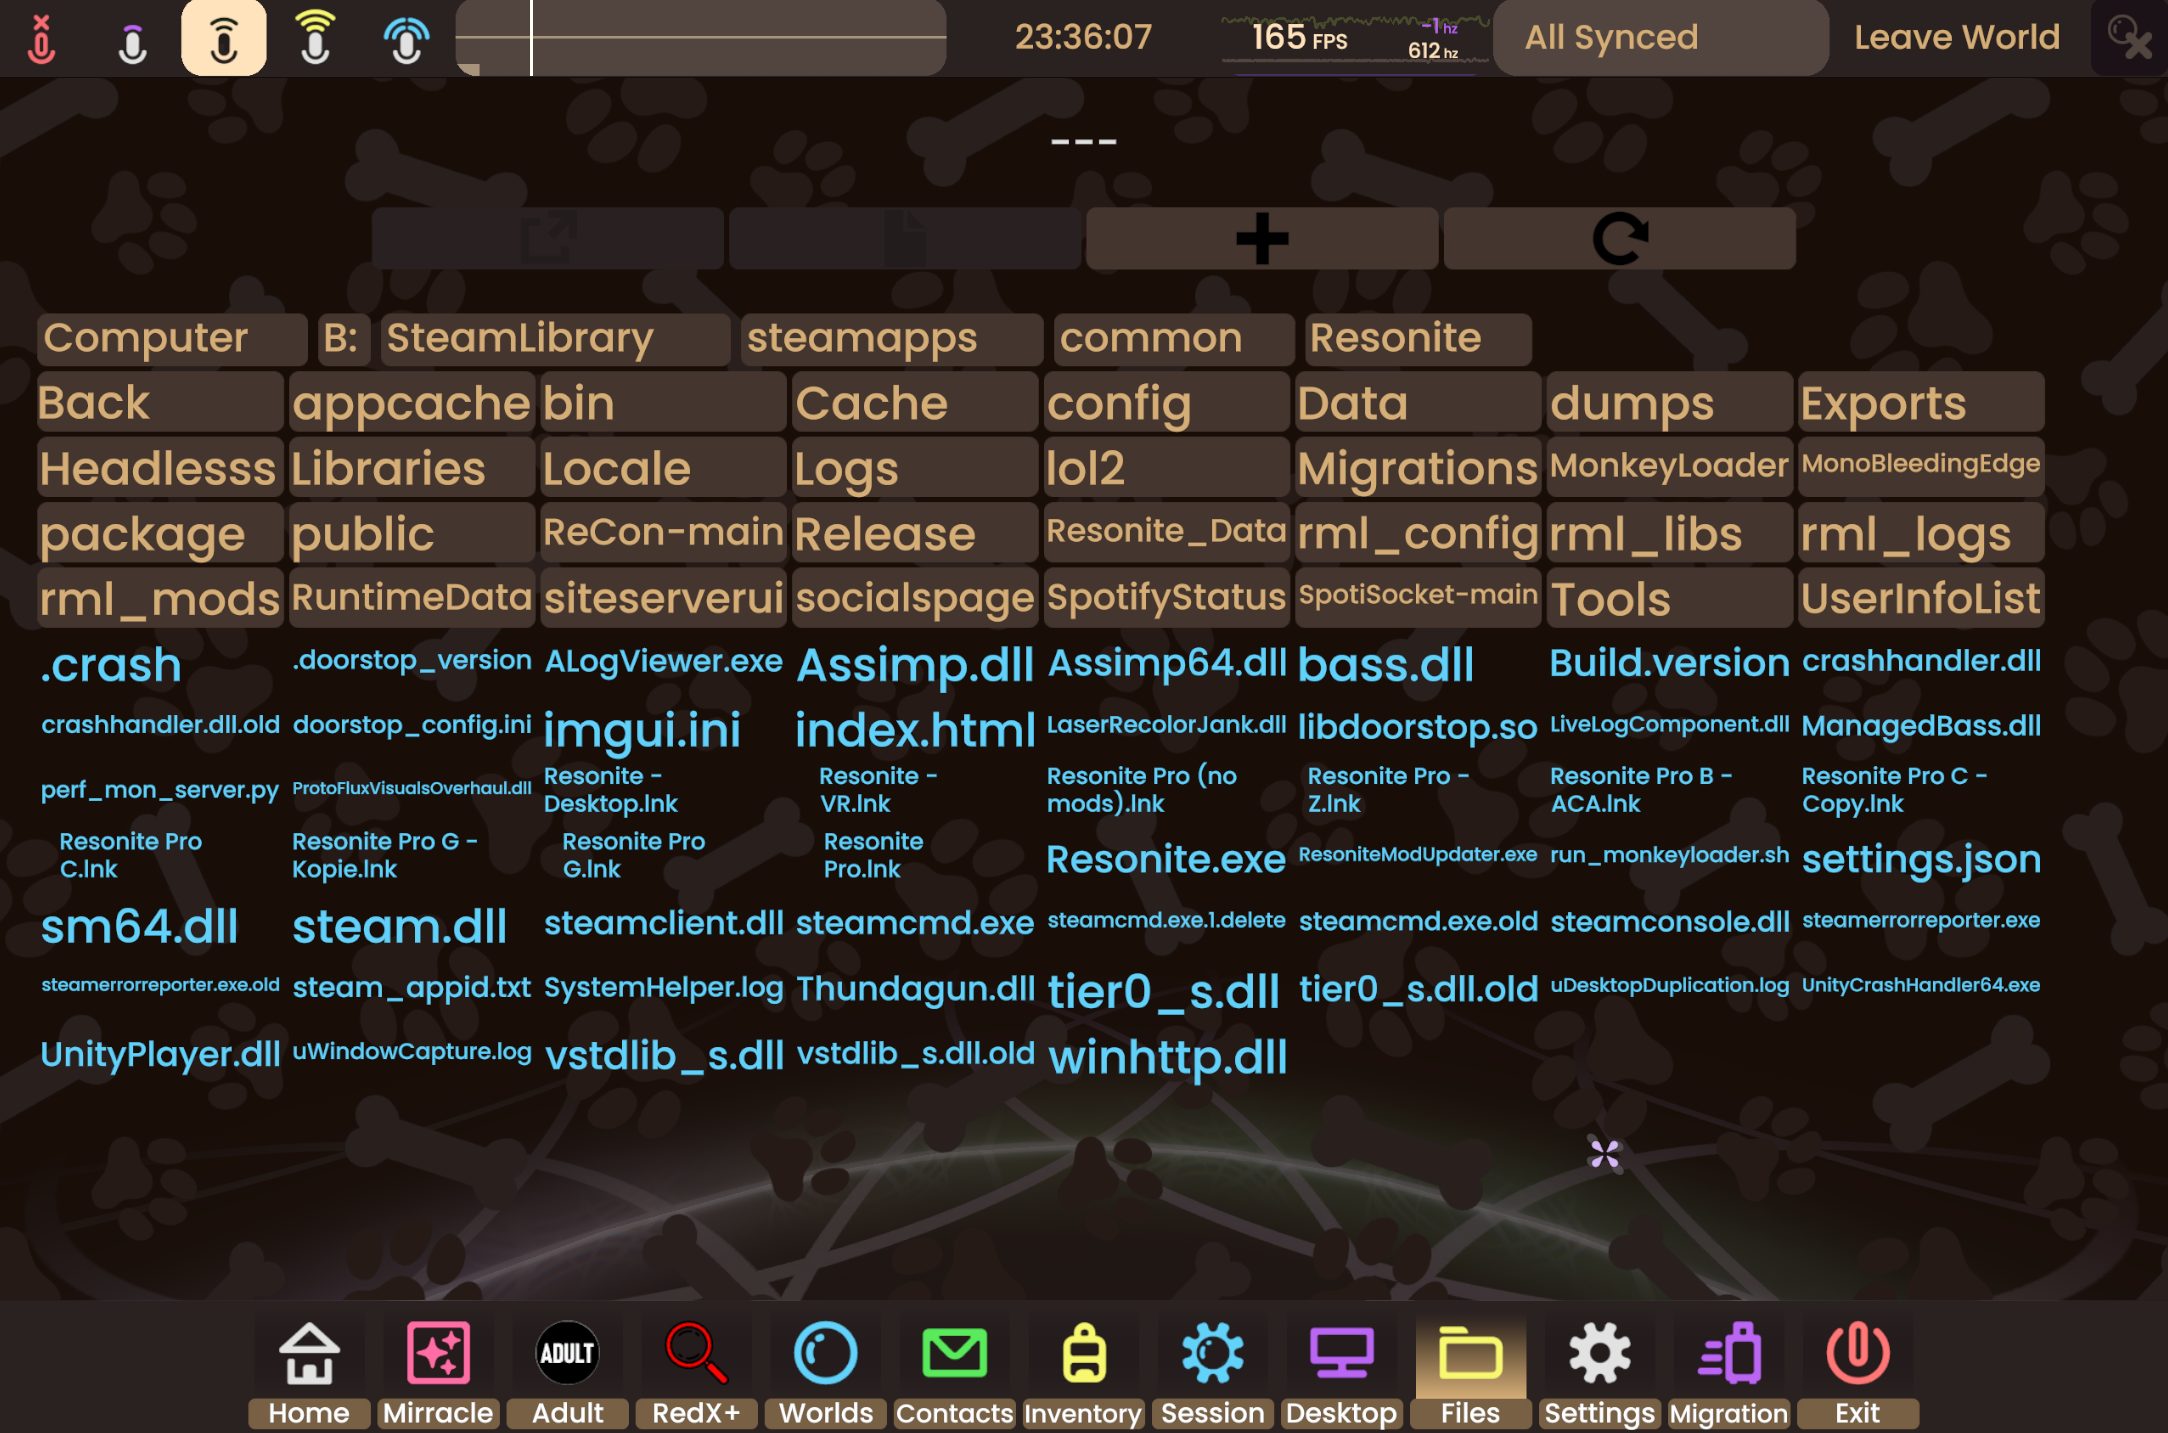 23:36:07 165 FPS -1 hz 612 hz All Synced Leave World
---
Computer B: SteamLibrary steamapps common Resonite
Back appcache bin Cache config Data dumps Exports
Headlesss Libraries Locale Logs lol2 Migrations MonkeyLoader MonoBleedingEdge
package public ReCon-main Release Resonite_Data rml_config rml_libs rml_logs
rml_mods RuntimeData siteserverui socialspage SpotifyStatus SpotiSocket-main Tools UserInfoList
.crash .doorstop_version ALogViewer.exe Assimp.dll Assimp64.dll bass.dll Build.version crashhandler.dll
crashhandler.dll.old doorstop_config.ini imgui.ini index.html LaserRecolorJank.dll libdoorstop.so LiveLogComponent.dll ManagedBass.dll
perf_mon_server.py ProtoFluxVisualsOverhaul.dll Resonite - Desktop.lnk Resonite - VR.lnk Resonite Pro (no mods).lnk Resonite Pro - Z.lnk Resonite Pro B - ACA.lnk Resonite Pro C - Copy.lnk
Resonite Pro C.lnk Resonite Pro G - Kopie.lnk Resonite Pro G.lnk Resonite Pro.lnk Resonite.exe ResoniteModUpdater.exe run_monkeyloader.sh settings.json
sm64.dll steam.dll steamclient.dll steamcmd.exe steamcmd.exe.1.delete steamcmd.exe.old steamconsole.dll steamerrorreporter.exe
steamerrorreporter.exe.old steam_appid.txt SystemHelper.log Thundagun.dll tier0_s.dll tier0_s.dll.old uDesktopDuplication.log UnityCrashHandler64.exe
UnityPlayer.dll uWindowCapture.log vstdlib_s.dll vstdlib_s.dll.old winhttp.dll
ADULT
Home Mirracle Adult RedX+ Worlds Contacts Inventory Session Desktop Files Settings Migration Exit